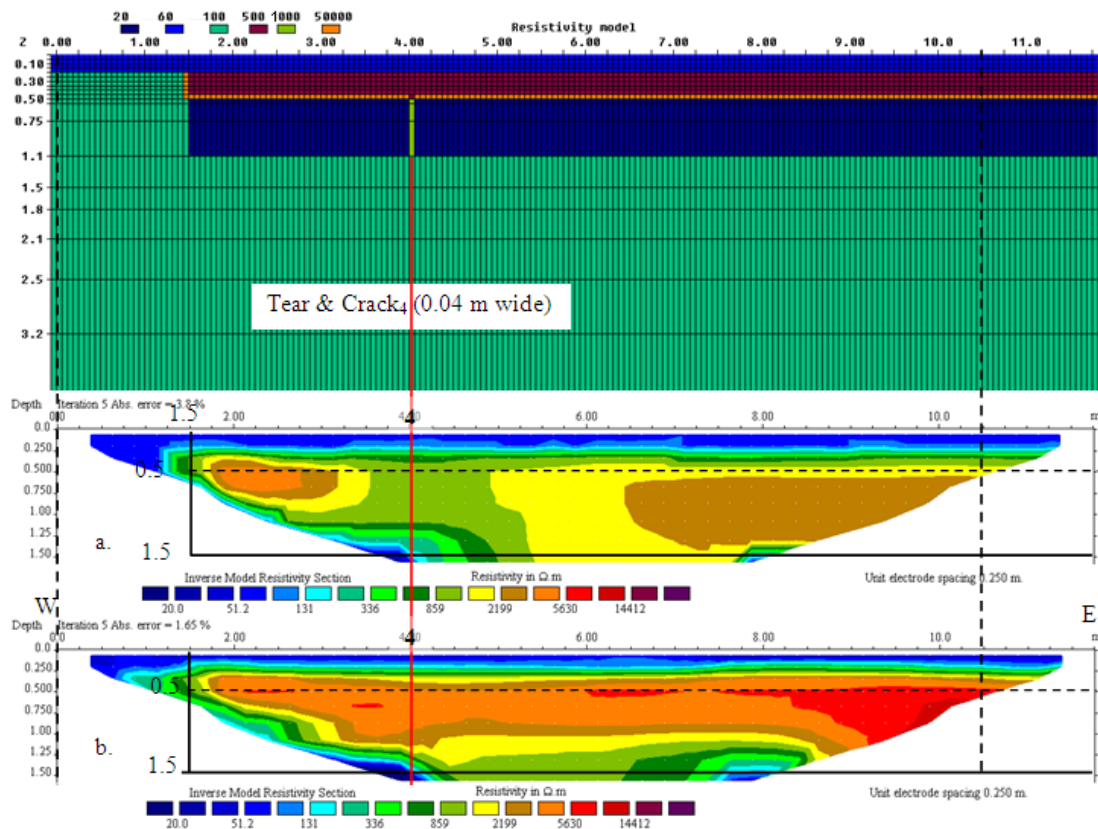 20 60 100 500 1000 50000
Resistivity model
Z 0.00 1.00 2.00 3.00 4.00 5.00 6.00 7.00 8.00 9.00 10.0 11.0
0.10
0.30
0.50
0.75
1.1
1.5
1.8
2.1
2.5
Tear & Crack4 (0.04 m wide)
3.2
Depth Iteration 5 Abs. error = 3.8 %
0.00 1.5 2.00 4.00 6.00 8.00 10.0 m
0.0
0.250
0.500 0.5
0.750
1.00
1.25 a.
1.50 1.5
Inverse Model Resistivity Section Resistivity in Ω m Unit electrode spacing 0.250 m.
20.0 51.2 131 336 859 2199 5630 14412
W E
Depth Iteration 5 Abs. error = 1.65 %
0.00 2.00 4.00 6.00 8.00 10.0 m
0.0
0.250
0.500 0.5
0.750
1.00
1.25 b.
1.50 1.5
Inverse Model Resistivity Section Resistivity in Ω m Unit electrode spacing 0.250 m.
20.0 51.2 131 336 859 2199 5630 14412